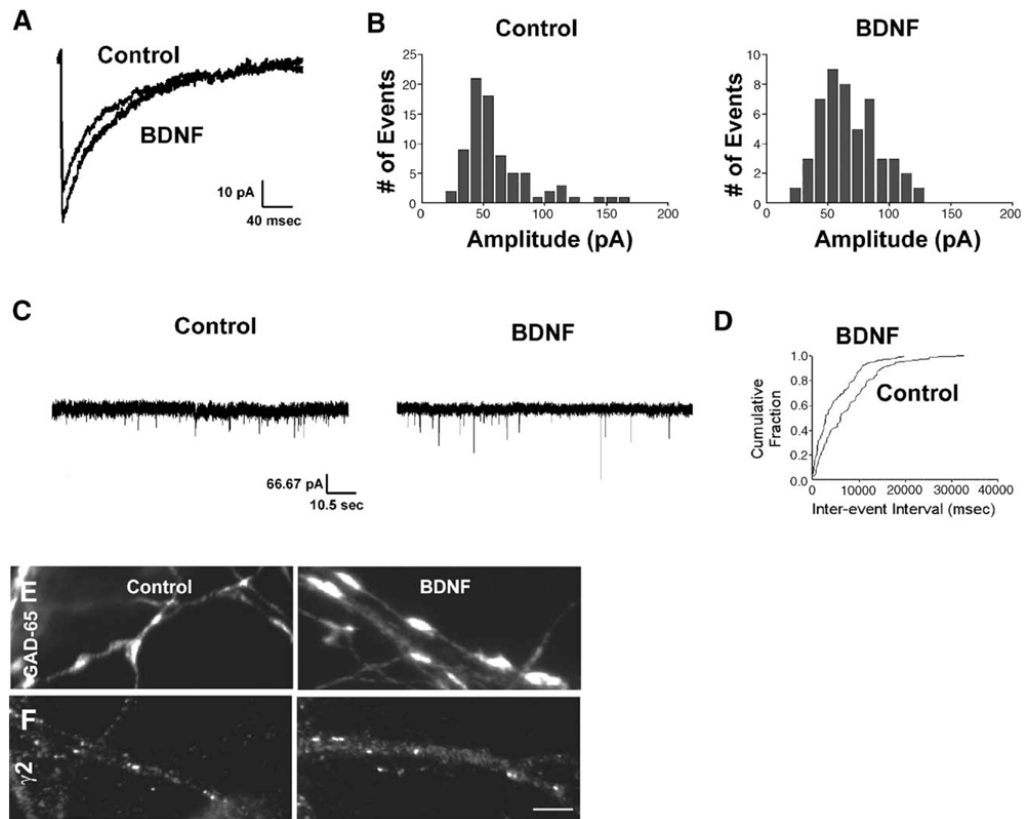 A
Control
BDNF
10 pA
40 msec
B
Control
# of Events
25
20
15
10
5
0
0
50
100
150
200
Amplitude (pA)
BDNF
# of Events
10
8
6
4
2
0
0
50
100
150
200
Amplitude (pA)
C
Control
BDNF
66.67 pA
10.5 sec
D
BDNF
Control
Cumulative
Fraction
1.0
0.8
0.6
0.4
0.2
0.0
0
10000
20000
30000
40000
Inter-event Interval (msec)
E
GAD-65
Control
BDNF
F
γ2